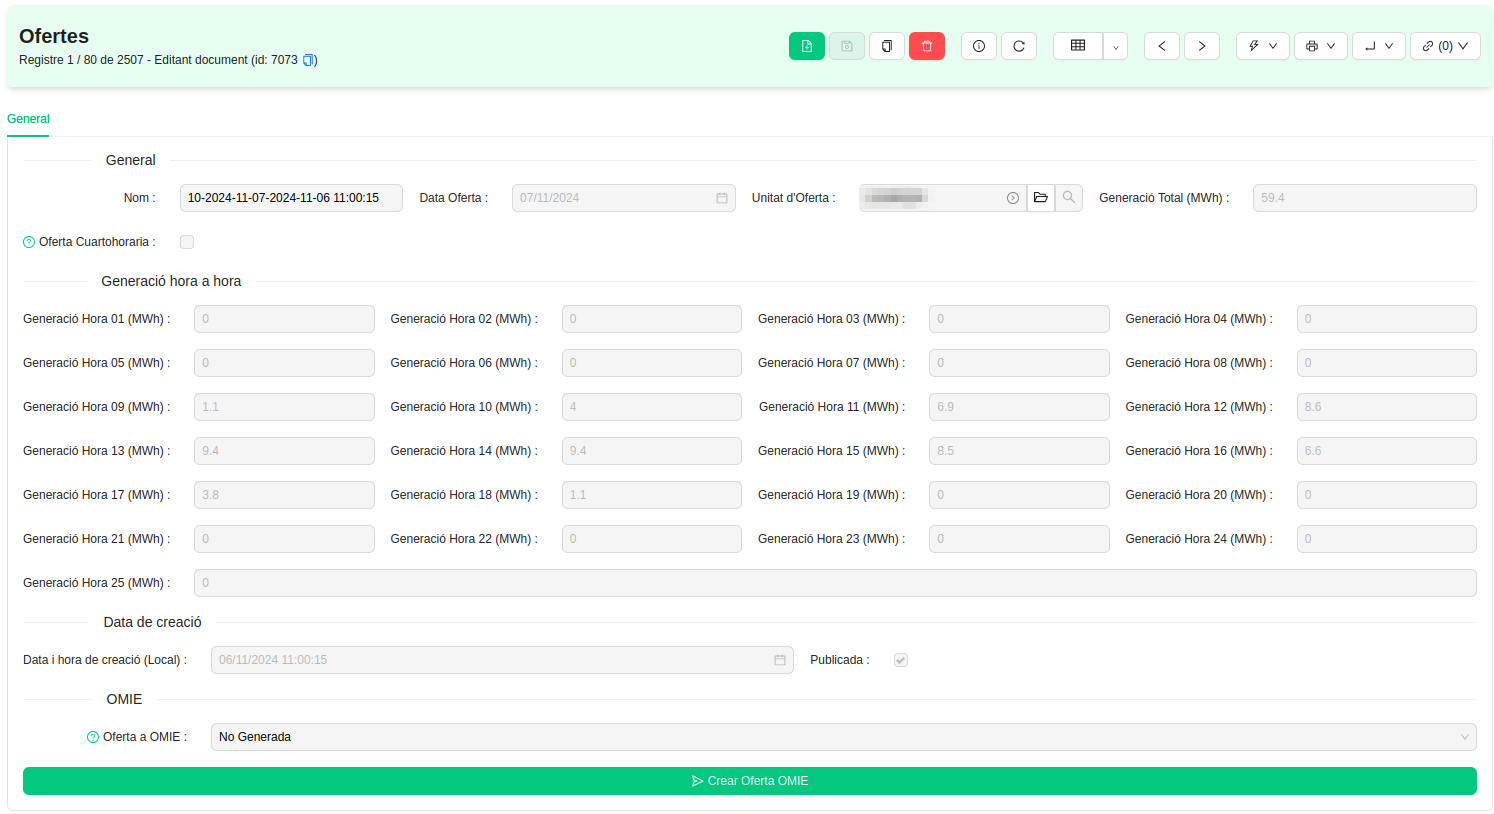 Ofertes
Registre 1 / 80 de 2507 - Editant document (id: 7073 )
(0)
General
General
Nom : 10-2024-11-07-2024-11-06 11:00:15 Data Oferta : 07/11/2024 Unitat d'Oferta : Generació Total (MWh) : 59.4
Oferta Cuartohoraria :
Generació hora a hora
Generació Hora 01 (MWh) : 0 Generació Hora 02 (MWh) : 0 Generació Hora 03 (MWh) : 0 Generació Hora 04 (MWh) : 0
Generació Hora 05 (MWh) : 0 Generació Hora 06 (MWh) : 0 Generació Hora 07 (MWh) : 0 Generació Hora 08 (MWh) : 0
Generació Hora 09 (MWh) : 1.1 Generació Hora 10 (MWh) : 4 Generació Hora 11 (MWh) : 6.9 Generació Hora 12 (MWh) : 8.6
Generació Hora 13 (MWh) : 9.4 Generació Hora 14 (MWh) : 9.4 Generació Hora 15 (MWh) : 8.5 Generació Hora 16 (MWh) : 6.6
Generació Hora 17 (MWh) : 3.8 Generació Hora 18 (MWh) : 1.1 Generació Hora 19 (MWh) : 0 Generació Hora 20 (MWh) : 0
Generació Hora 21 (MWh) : 0 Generació Hora 22 (MWh) : 0 Generació Hora 23 (MWh) : 0 Generació Hora 24 (MWh) : 0
Generació Hora 25 (MWh) : 0
Data de creació
Data i hora de creació (Local) : 06/11/2024 11:00:15 Publicada :
OMIE
Oferta a OMIE : No Generada
Crear Oferta OMIE